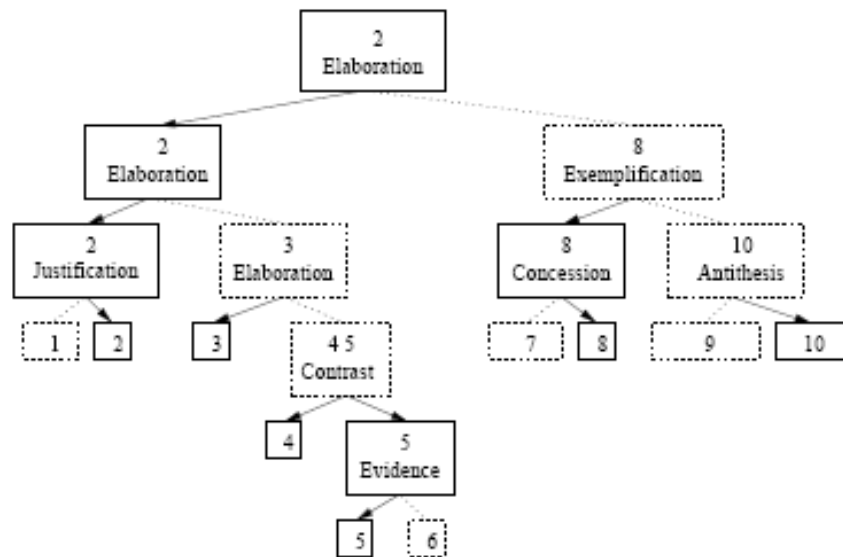 2
Elaboration
2
Elaboration
8
Exemplification
2
Justification
3
Elaboration
8
Concession
10
Antithesis
1
2
3
4 5
Contrast
7
8
9
10
4
5
Evidence
5
6